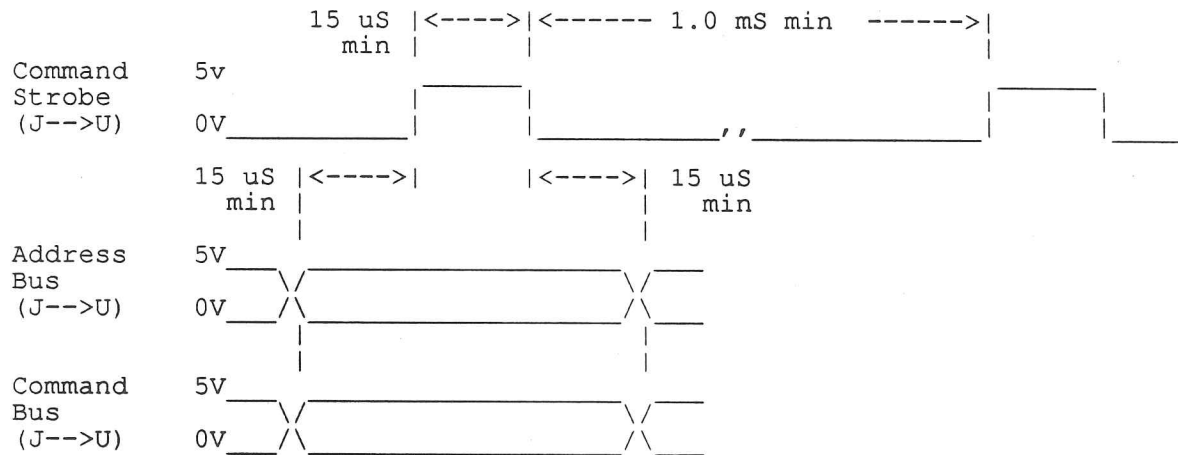 15 uS |<---->|<------ 1.0 mS min ------>|
min
Command 5v
Strobe
(J-->U) 0V
15 uS |<---->| |<---->| 15 uS
min min
Address 5V
Bus
(J-->U) 0V
Command 5V
Bus
(J-->U) 0V